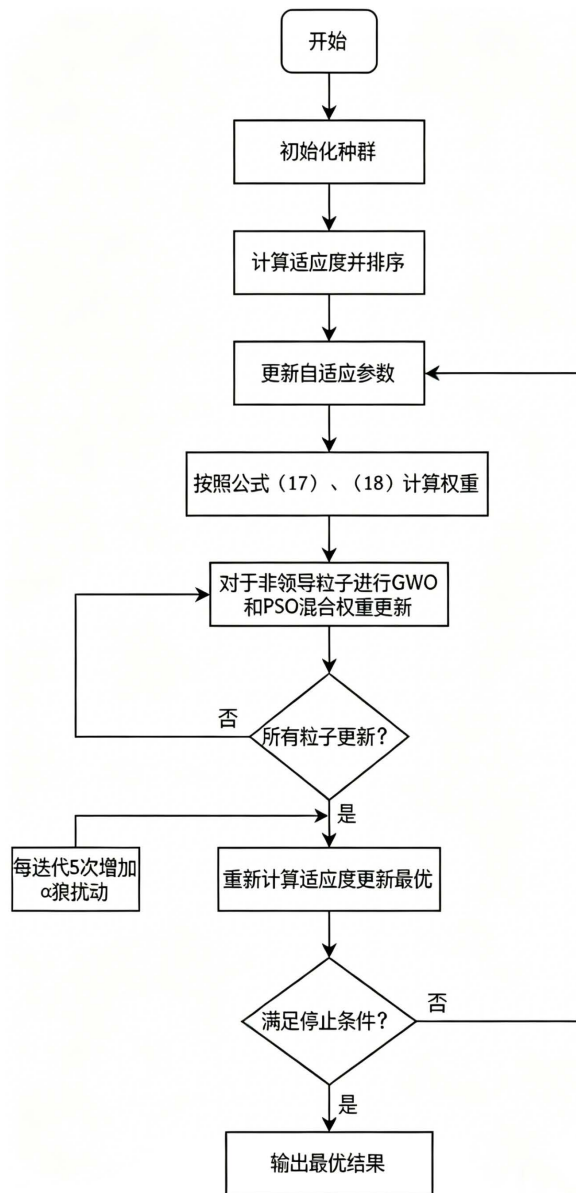 开始
初始化种群
计算适应度并排序
更新自适应参数
按照公式（17）、（18）计算权重
对于非领导粒子进行GWO
和PSO混合权重更新
否
所有粒子更新？
是
每迭代5次增加
α狼扰动
重新计算适应度更新最优
否
满足停止条件？
是
输出最优结果